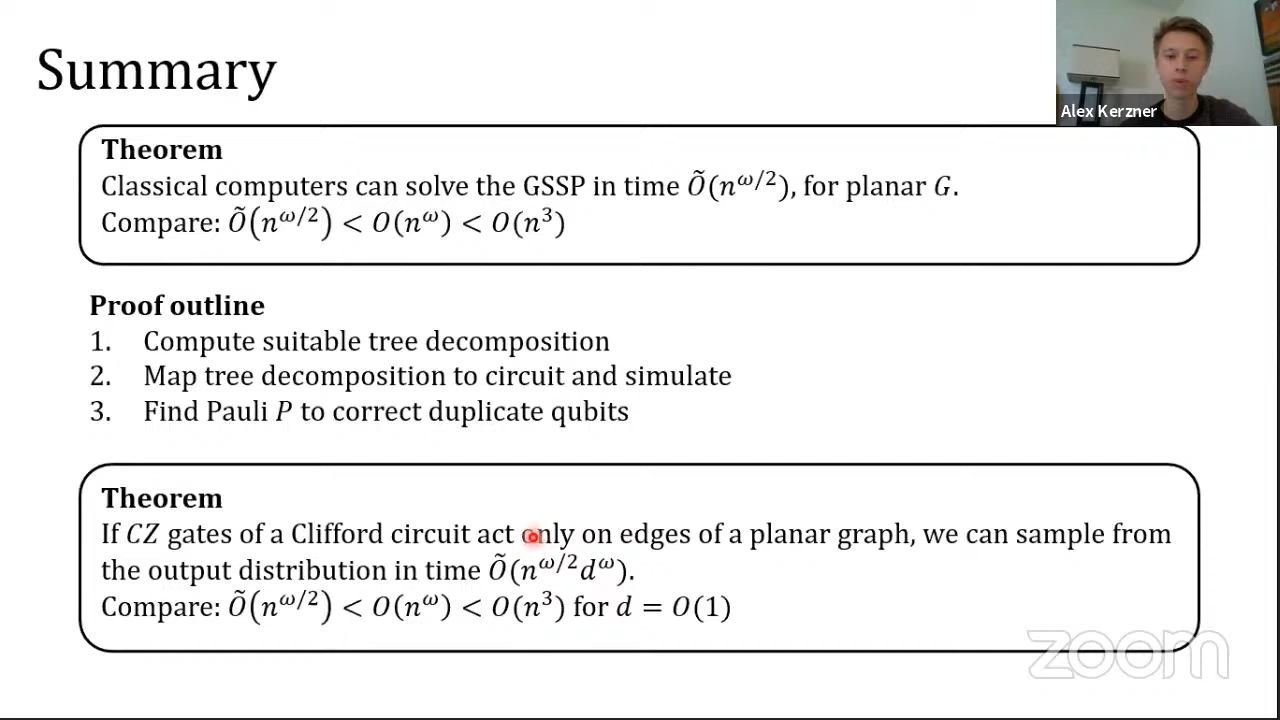 Summary
Alex Kerzner
Theorem
Classical computers can solve the GSSP in time Õ(n^{ω/2}), for planar G.
Compare: Õ(n^{ω/2}) < O(n^ω) < O(n^3)
Proof outline
1. Compute suitable tree decomposition
2. Map tree decomposition to circuit and simulate
3. Find Pauli P to correct duplicate qubits
Theorem
If CZ gates of a Clifford circuit act only on edges of a planar graph, we can sample from
the output distribution in time Õ(n^{ω/2}d^ω).
Compare: Õ(n^{ω/2}) < O(n^ω) < O(n^3) for d = O(1)
zoom